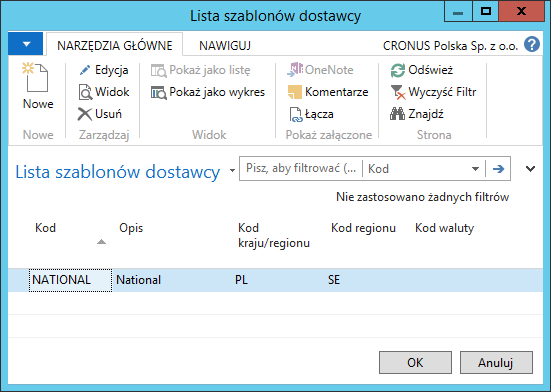 Lista szablonów dostawcy
NARZĘDZIA GŁÓWNE NAWIGUJ CRONUS Polska Sp. z o.o.
Nowe
Edycja
Widok
Usuń
Pokaż jako listę
Pokaż jako wykres
OneNote
Komentarze
Łącza
Odśwież
Wyczyść Filtr
Znajdź
Nowe Zarządzaj Widok Pokaż załączone Strona
Lista szablonów dostawcy Pisz, aby filtrować (... Kod
Nie zastosowano żadnych filtrów
Kod Opis Kod kraju/regionu Kod regionu Kod waluty
NATIONAL National PL SE
OK Anuluj